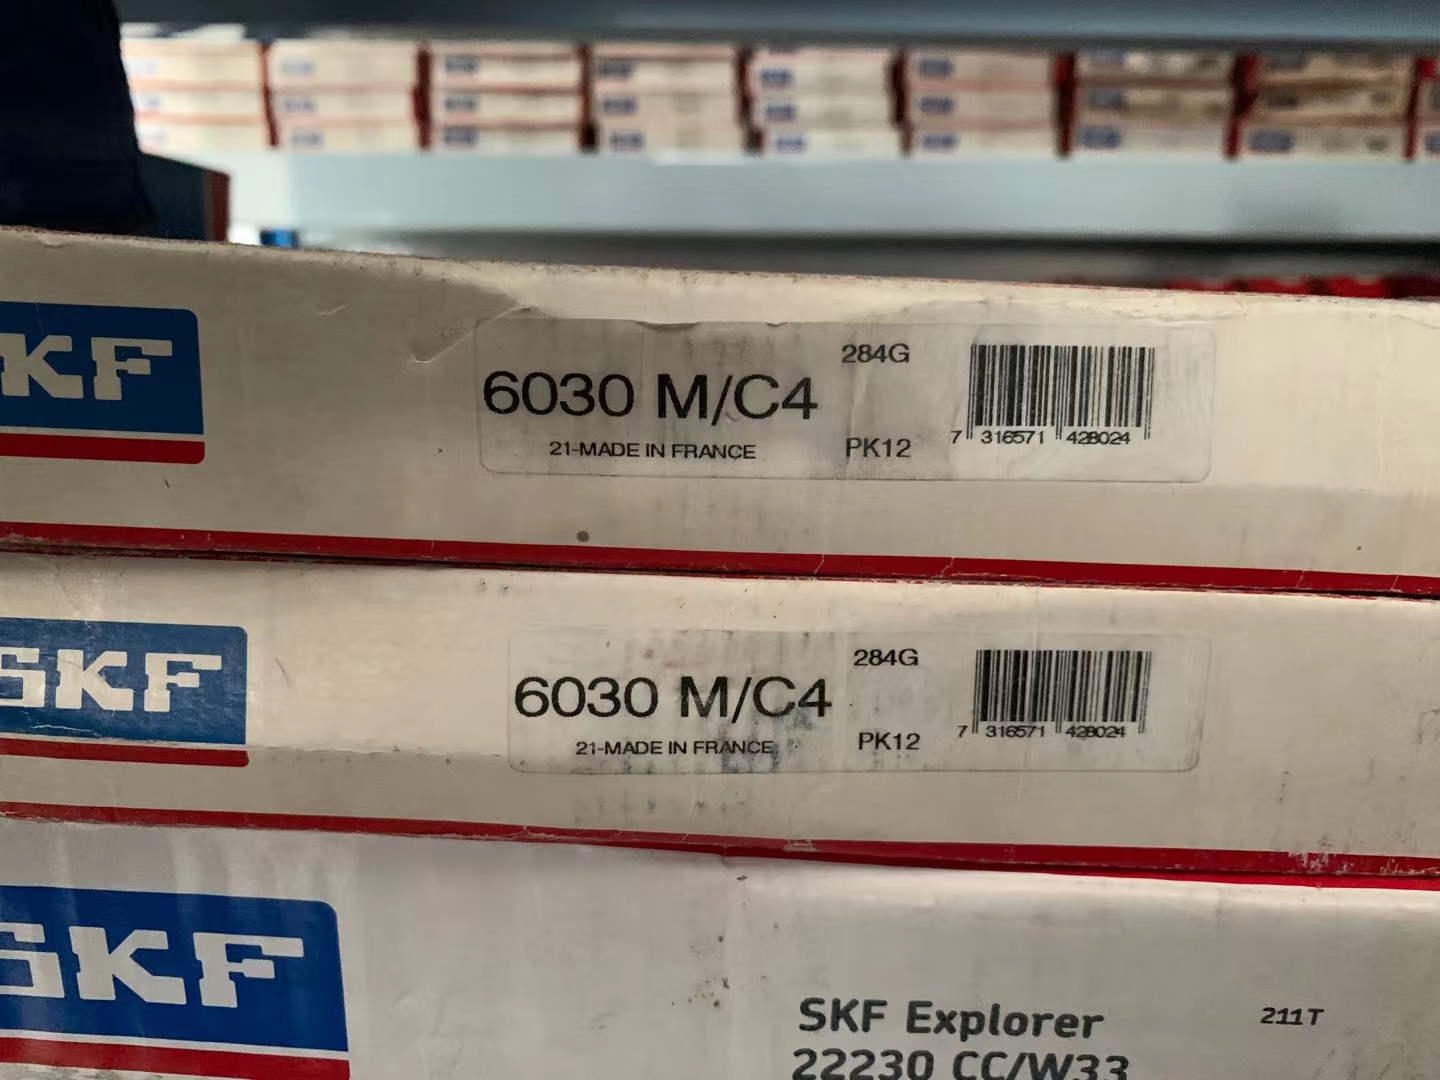 SKF
6030 M/C4
284G
21-MADE IN FRANCE
PK12
7 316571 428024
SKF
6030 M/C4
284G
21-MADE IN FRANCE
PK12
7 316571 428024
SKF
SKF Explorer
211T
22230 CC/W33